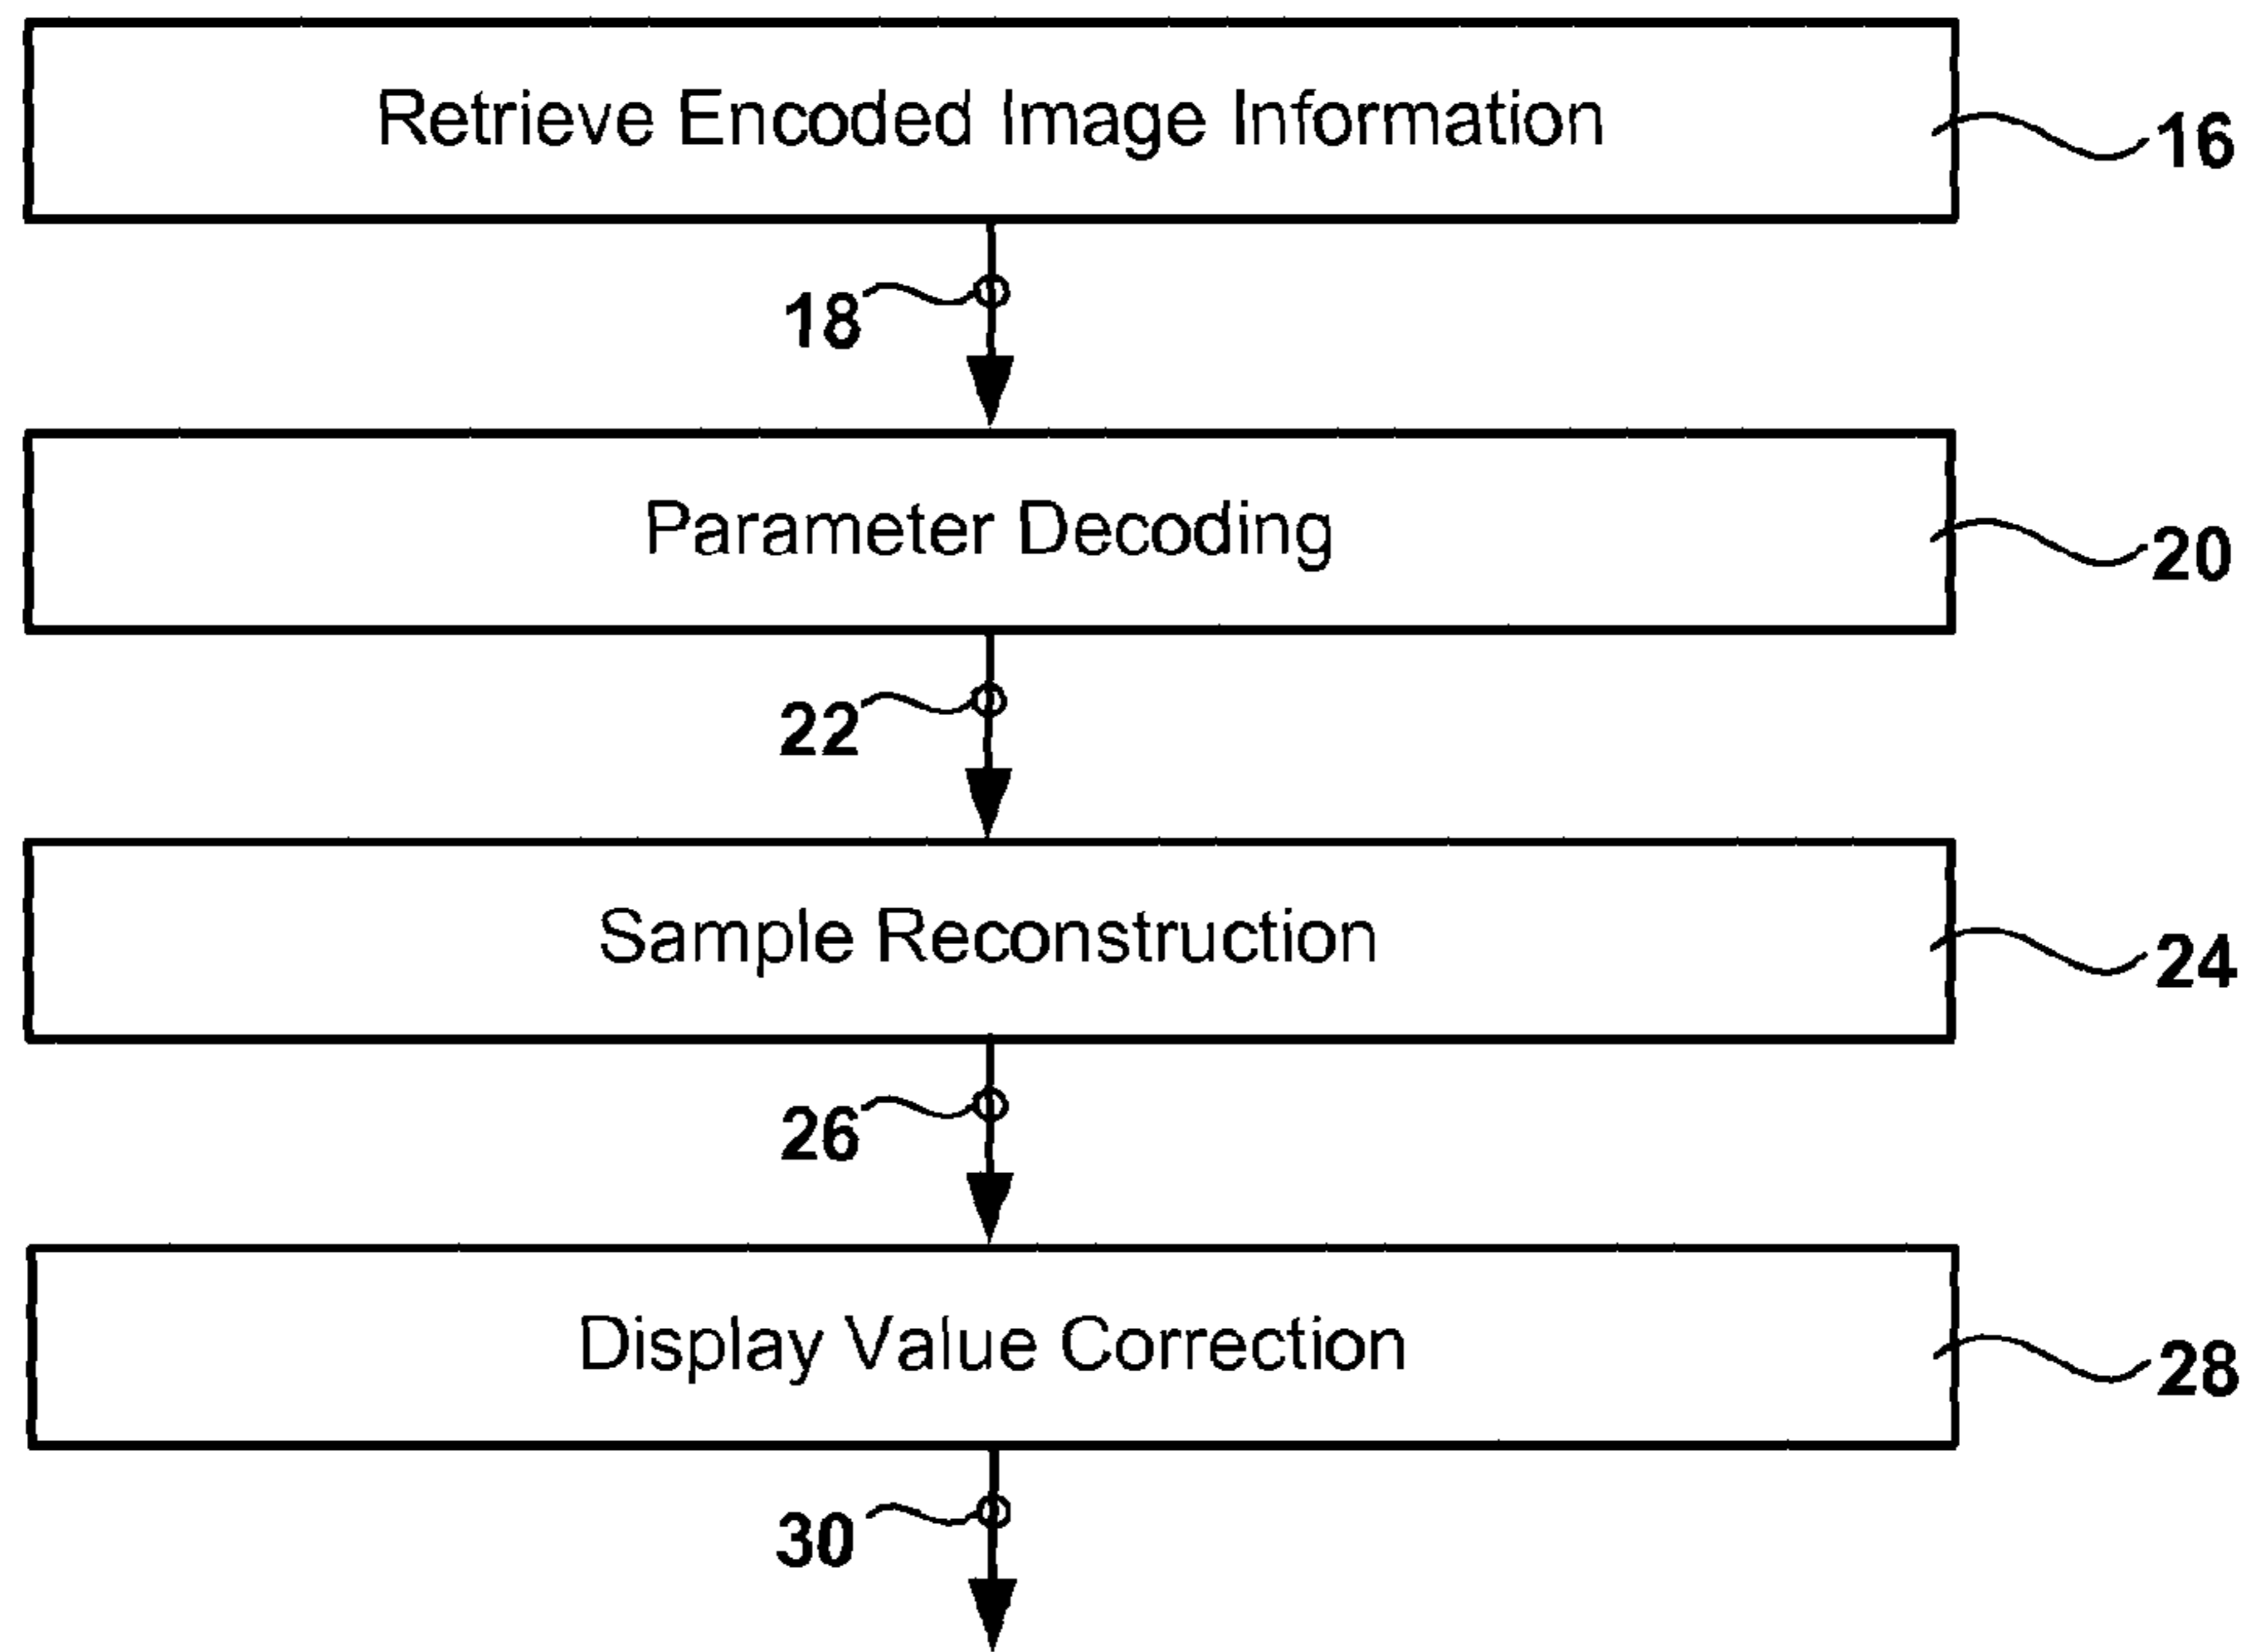 Retrieve Encoded Image Information
16
18
Parameter Decoding
20
22
Sample Reconstruction
24
26
Display Value Correction
28
30